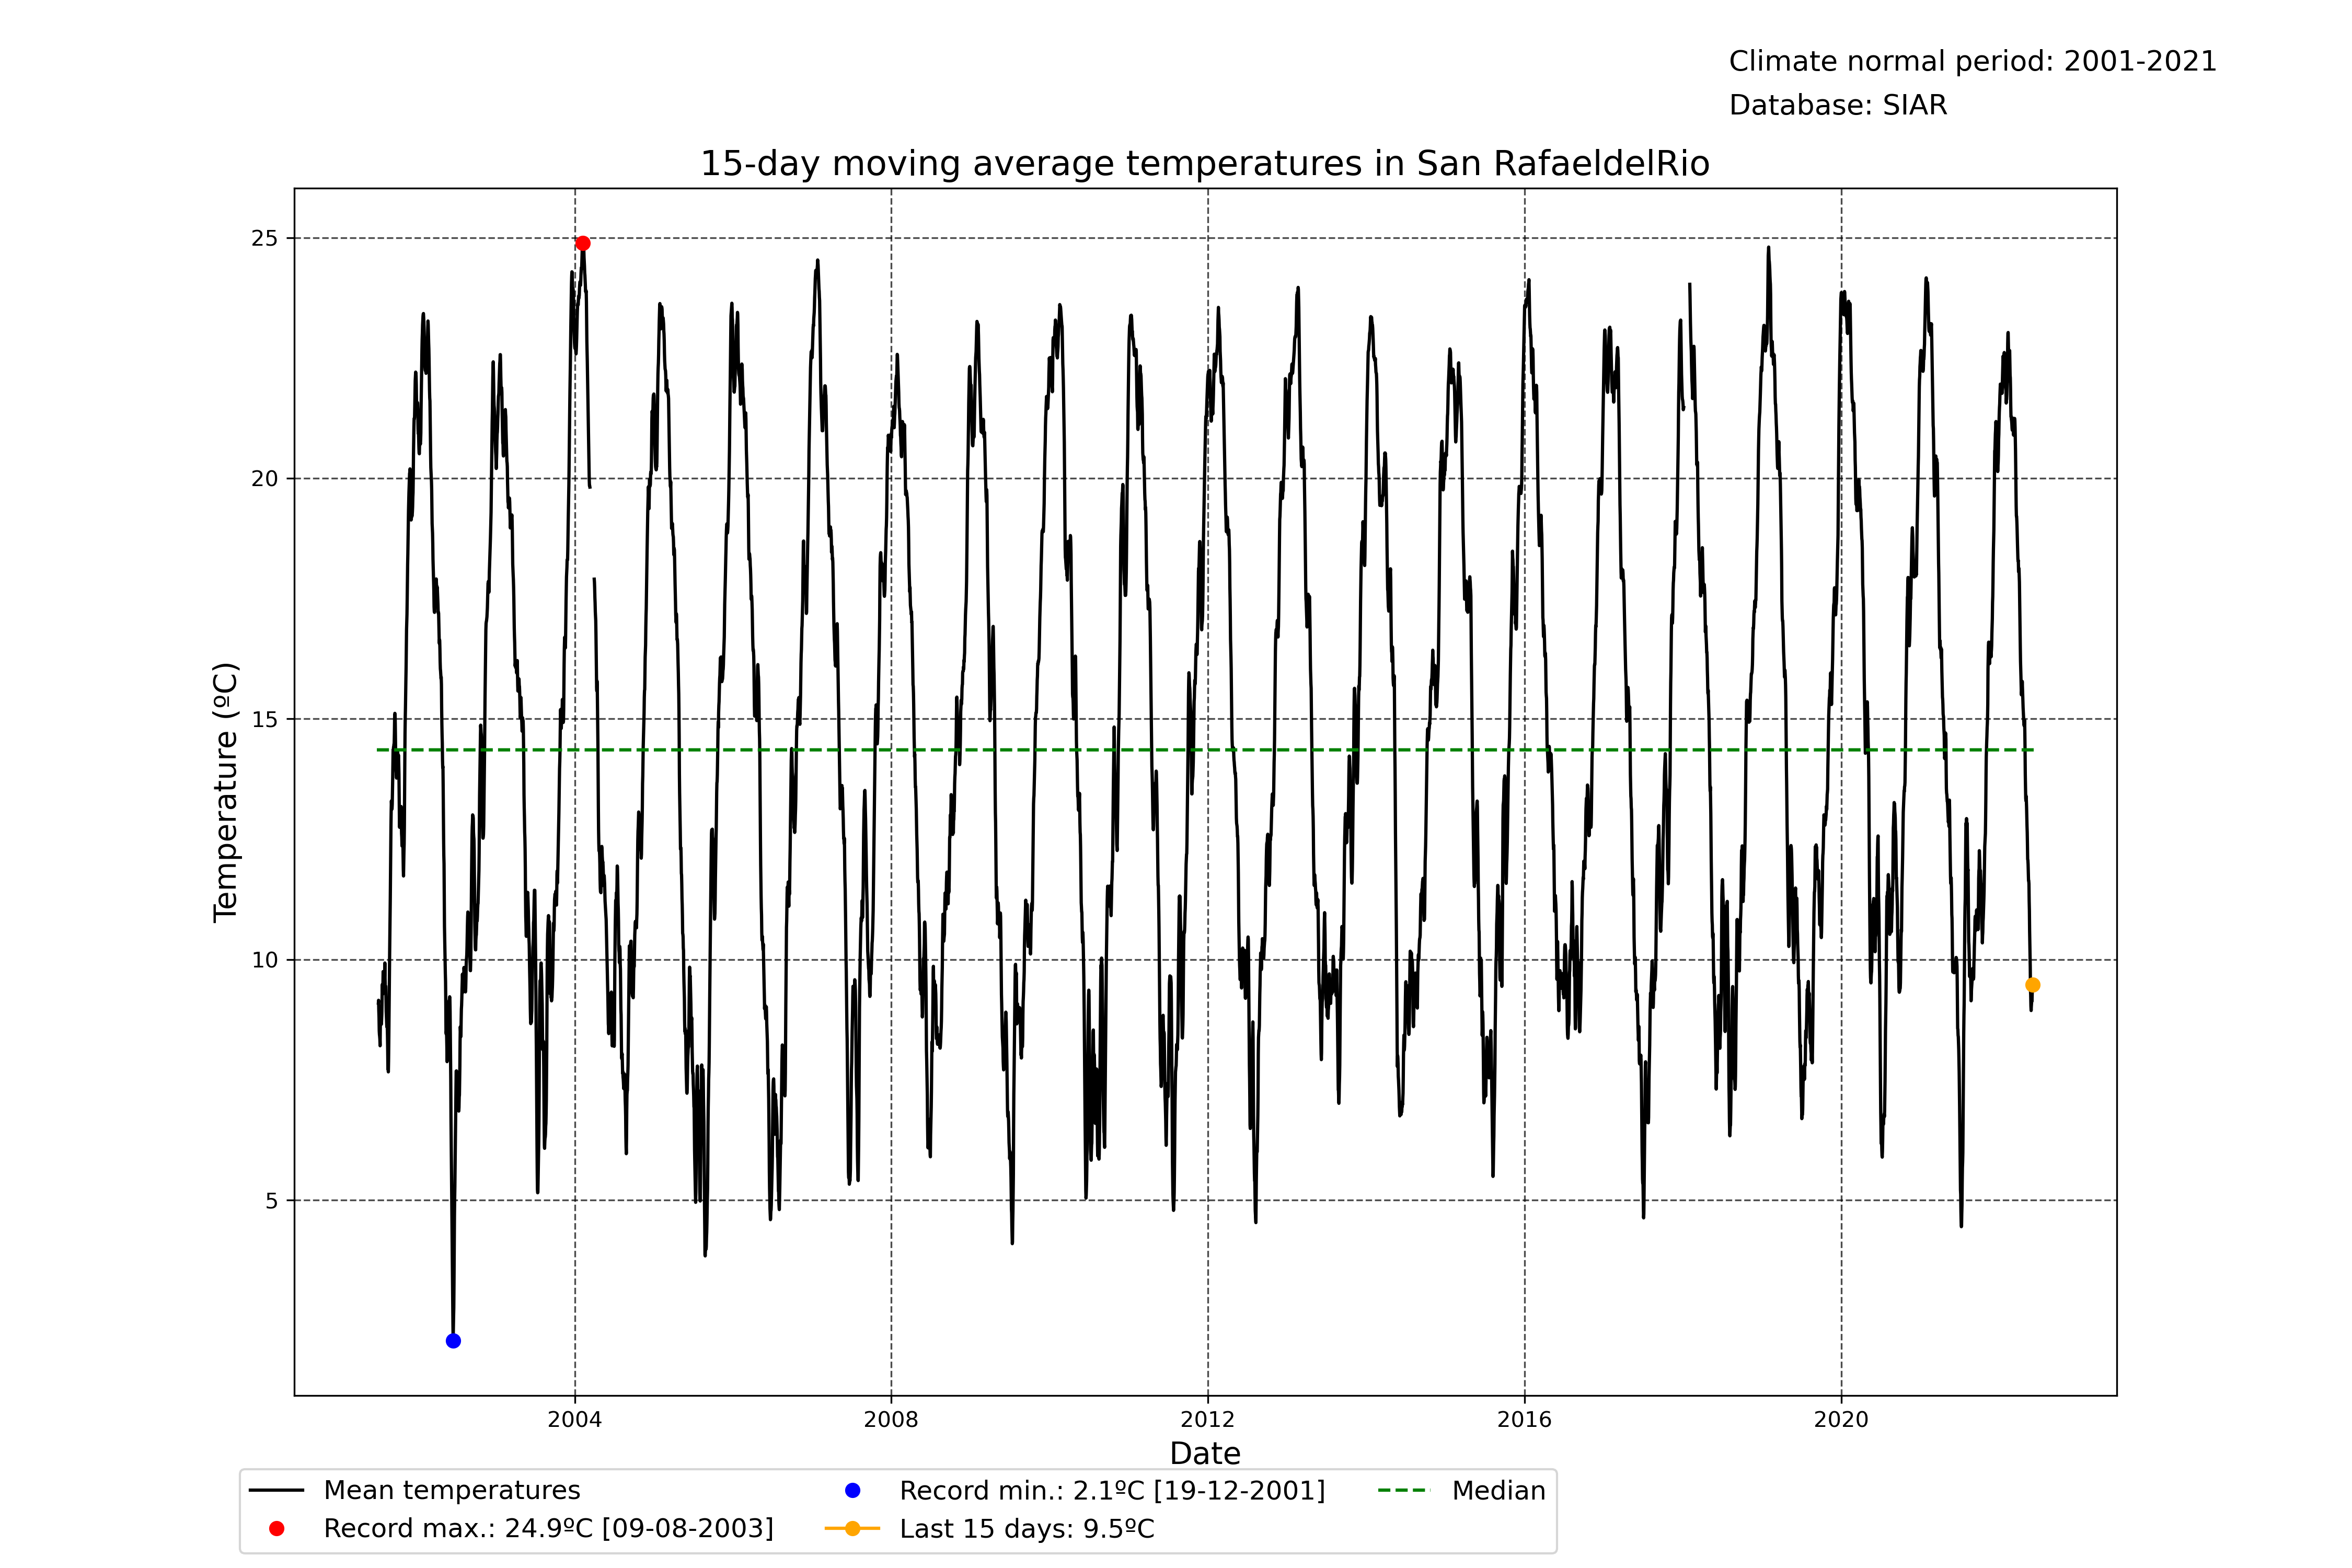 Climate normal period: 2001-2021
Database: SIAR
15-day moving average temperatures in San RafaeldelRio
Temperature (ºC)
25
20
15
10
5
2004 2008 2012 2016 2020
Date
Mean temperatures
Record max.: 24.9ºC [09-08-2003]
Record min.: 2.1ºC [19-12-2001]
Last 15 days: 9.5ºC
Median